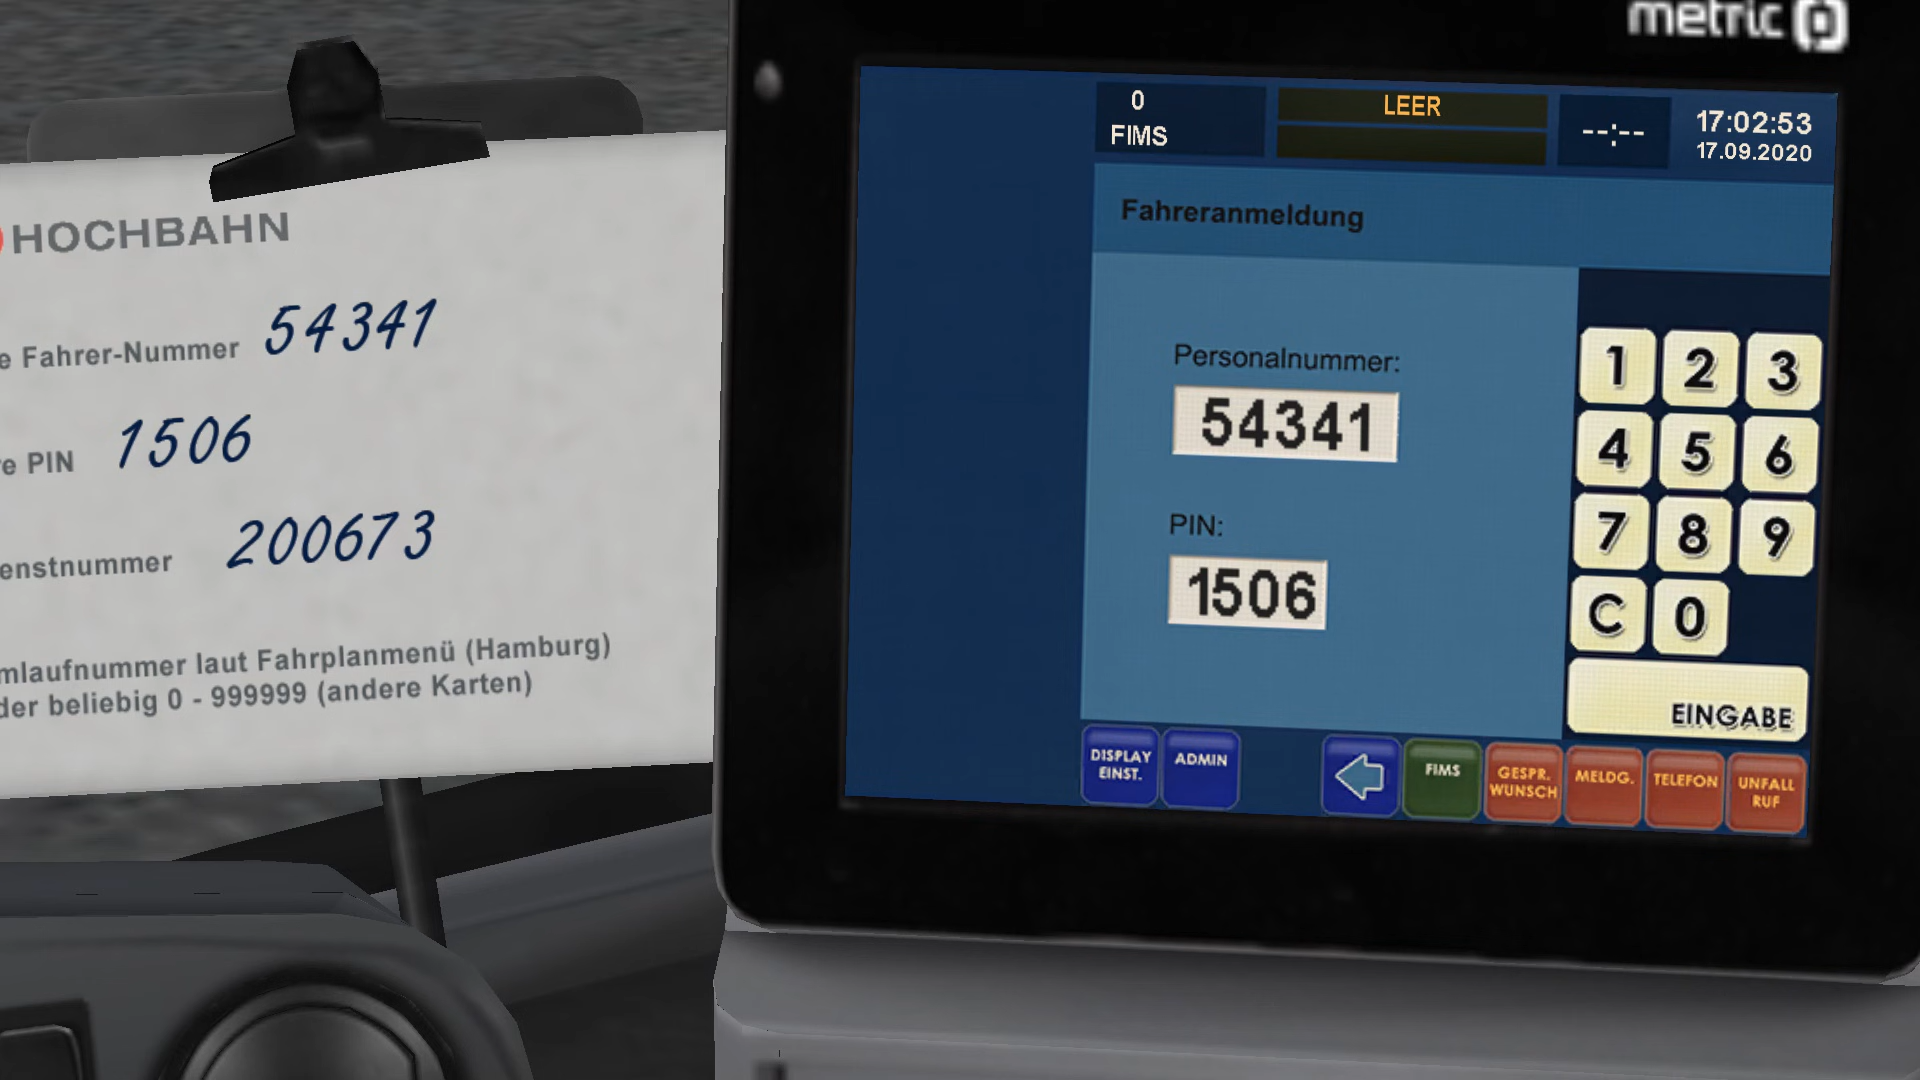 HOCHBAHN
e Fahrer-Nummer 54341
e PIN 1506
enstnummer 200673
mlaufnummer laut Fahrplanmenü (Hamburg)
der beliebig 0 - 999999 (andere Karten)
metric
0
FIMS
LEER
--:--
17:02:53
17.09.2020
Fahreranmeldung
Personalnummer:
54341
PIN:
1506
1 2 3
4 5 6
7 8 9
C 0
EINGABE
DISPLAY
EINST.
ADMIN
FIMS
GESPR.
WUNSCH
MELDG.
TELEFON
UNFALL
RUF